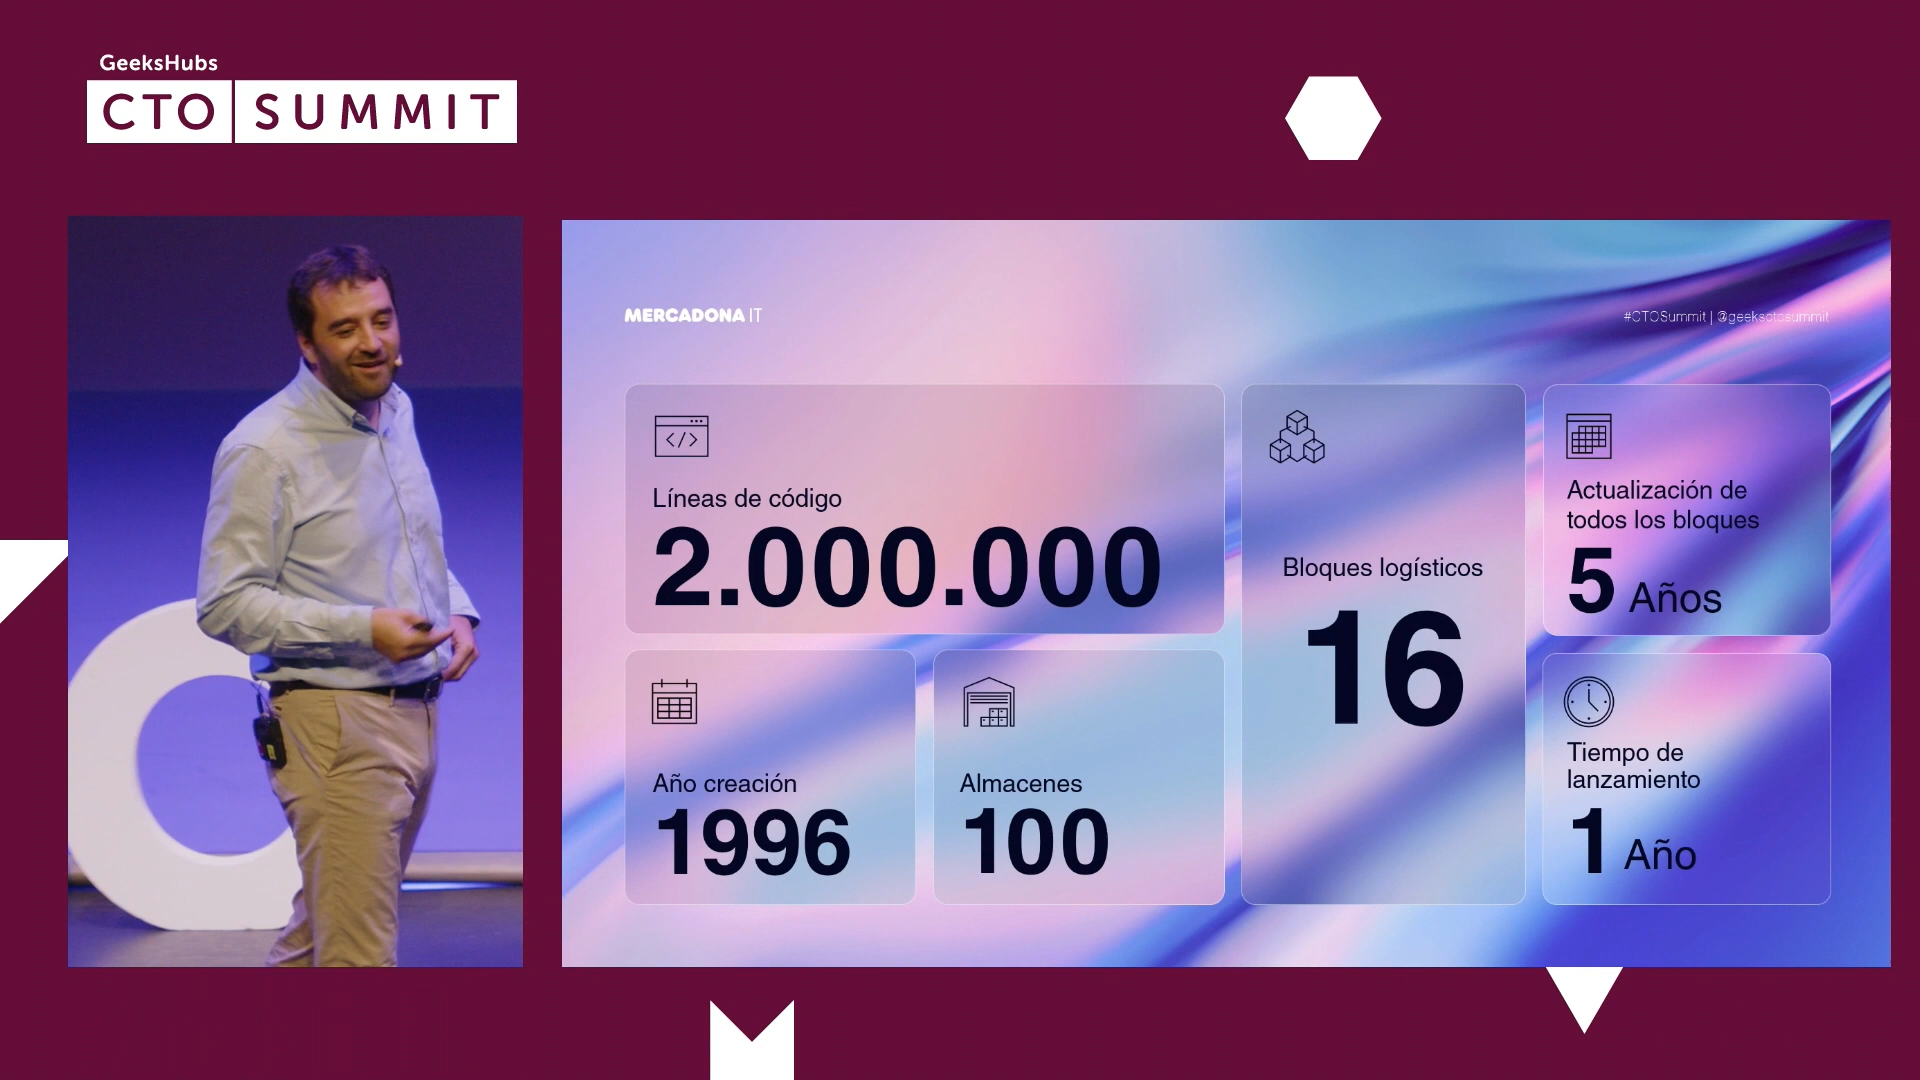 GeeksHubs
CTO SUMMIT
MERCADONA IT
#CTOSummit | @geeksctosummit
</>
Líneas de código
2.000.000
Bloques logísticos
16
Actualización de
todos los bloques
5 Años
Año creación
1996
Almacenes
100
Tiempo de
lanzamiento
1 Año